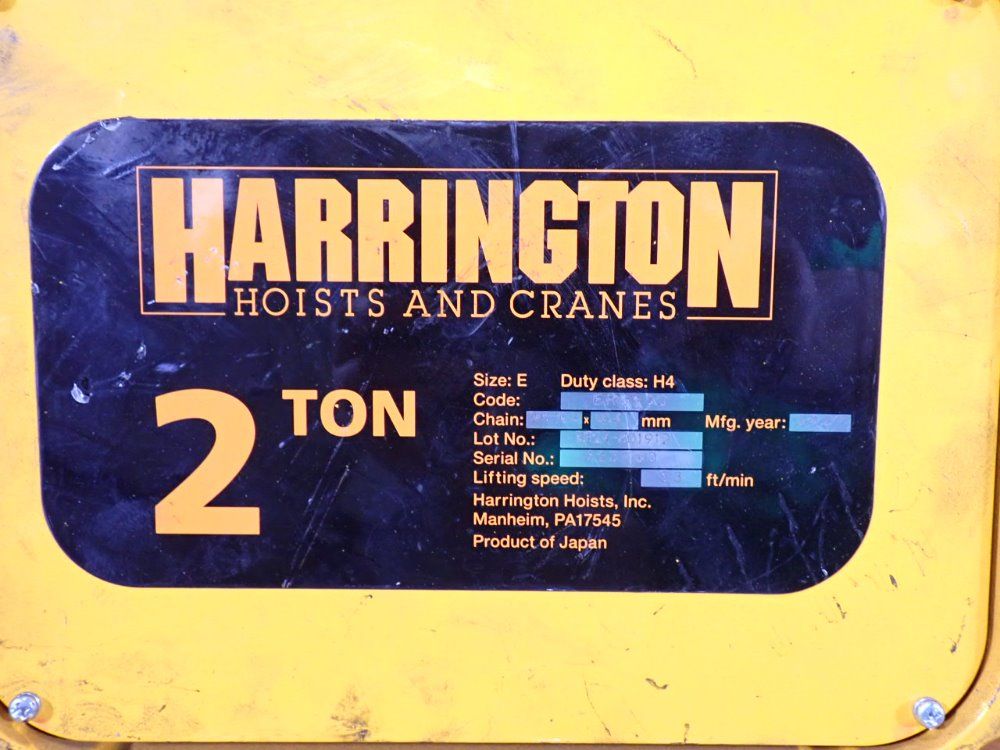 HARRINGTON
HOISTS AND CRANES
2 TON
Size: E Duty class: H4
Code:
Chain: x mm Mfg. year:
Lot No.:
Serial No.:
Lifting speed: ft/min
Harrington Hoists, Inc.
Manheim, PA17545
Product of Japan